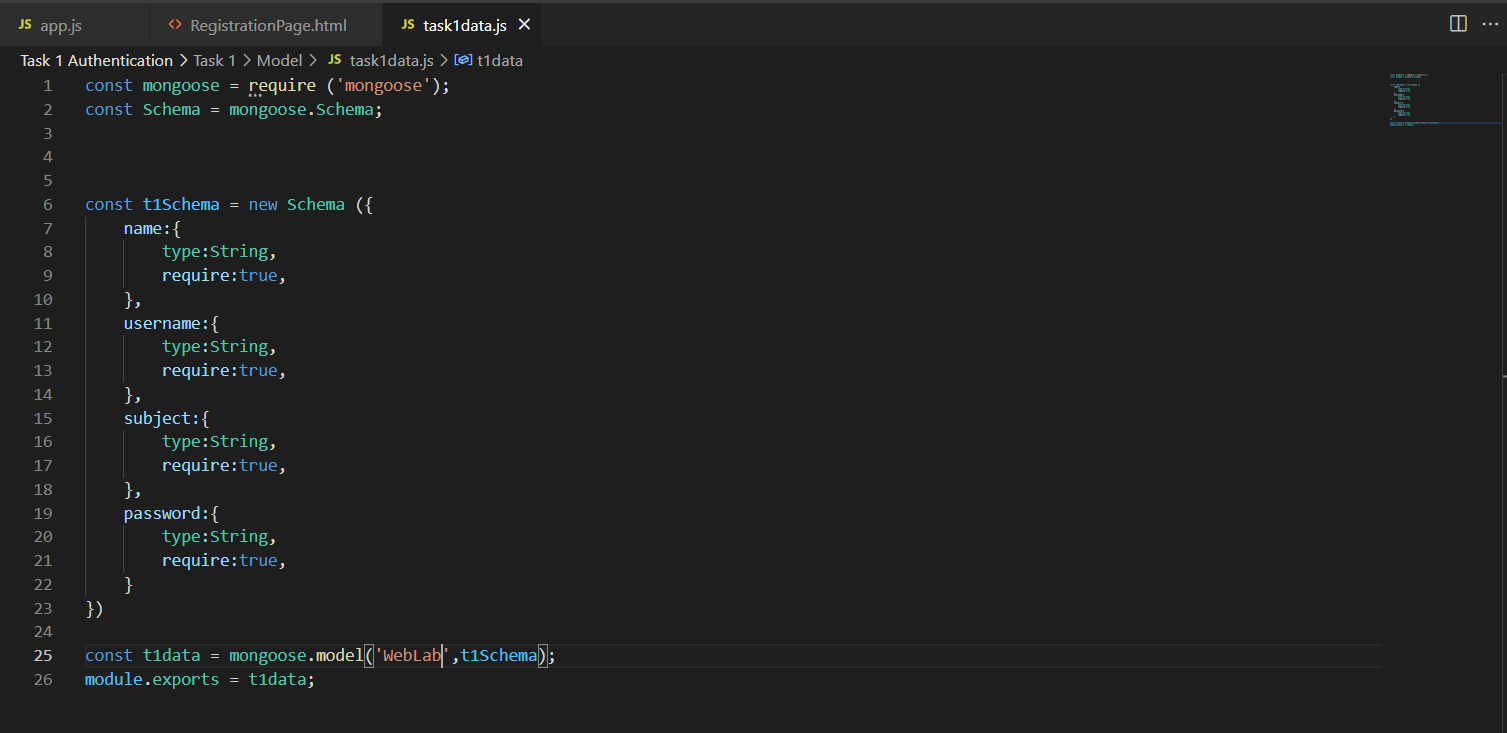 JS app.js <> RegistrationPage.html JS task1data.js ×
Task 1 Authentication > Task 1 > Model > JS task1data.js > t1data
1 const mongoose = require ('mongoose');
2 const Schema = mongoose.Schema;
3
4
5
6 const t1Schema = new Schema ({
7 name:{
8 type:String,
9 require:true,
10 },
11 username:{
12 type:String,
13 require:true,
14 },
15 subject:{
16 type:String,
17 require:true,
18 },
19 password:{
20 type:String,
21 require:true,
22 }
23 })
24
25 const t1data = mongoose.model('WebLab',t1Schema);
26 module.exports = t1data;